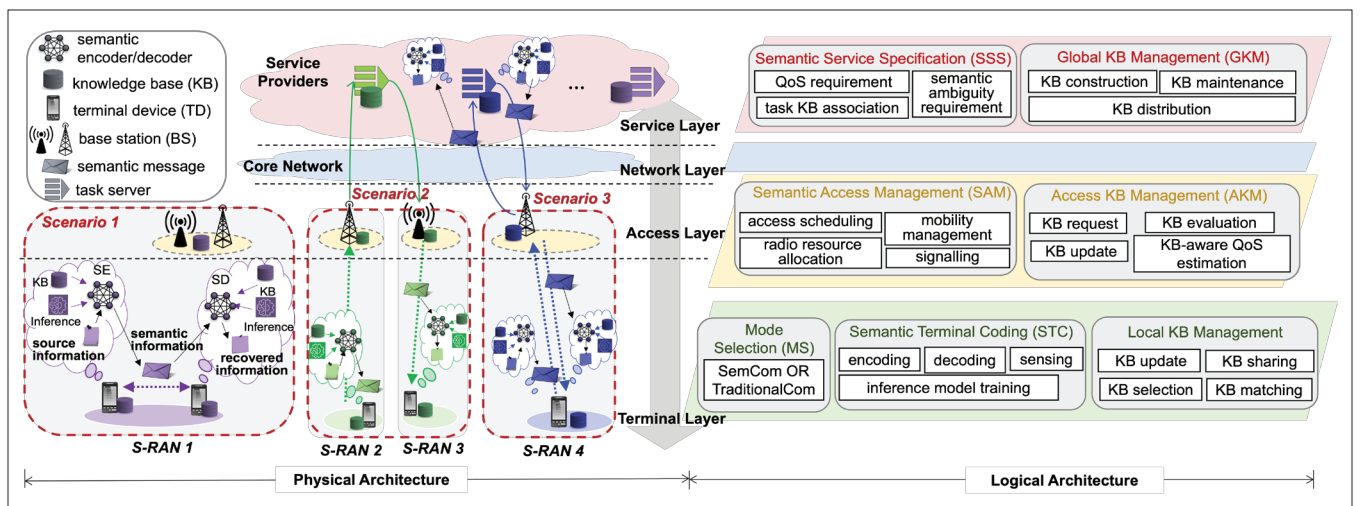 semantic
encoder/decoder
knowledge base (KB)
terminal device (TD)
base station (BS)
semantic message
task server
Service
Providers
...
Service Layer
Core Network
Network Layer
Scenario 1
Scenario 2
Scenario 3
Access Layer
SE
KB
Inference
source
information
semantic
information
SD
KB
Inference
recovered
information
Terminal Layer
S-RAN 1
S-RAN 2
S-RAN 3
S-RAN 4
Physical Architecture
Semantic Service Specification (SSS)
QoS requirement
task KB association
semantic
ambiguity
requirement
Global KB Management (GKM)
KB construction
KB maintenance
KB distribution
Semantic Access Management (SAM)
access scheduling
mobility
management
radio resource
allocation
signalling
Access KB Management (AKM)
KB request
KB evaluation
KB update
KB-aware QoS
estimation
Mode
Selection (MS)
SemCom OR
TraditionalCom
Semantic Terminal Coding (STC)
encoding
decoding
sensing
inference model training
Local KB Management
KB update
KB sharing
KB selection
KB matching
Logical Architecture